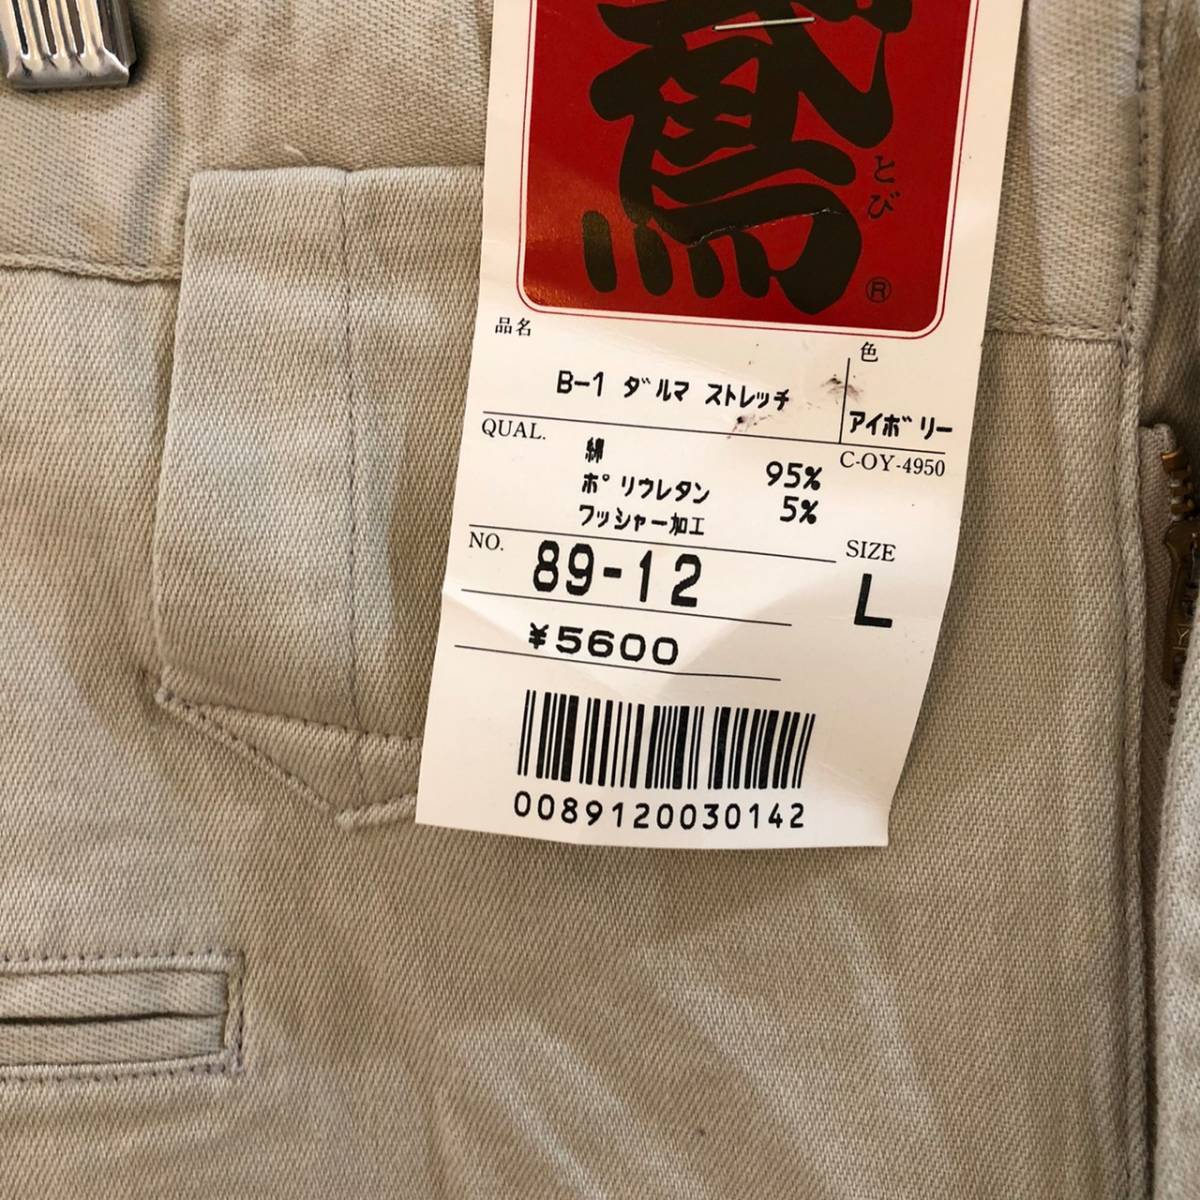 鳶
とび
®
品名
色
B-1 ダルマ ストレッチ
アイボリー
QUAL.
C-OY-4950
綿 95%
ポリウレタン 5%
ワッシャー加工
NO.
SIZE
89-12
L
¥5600
0089120030142